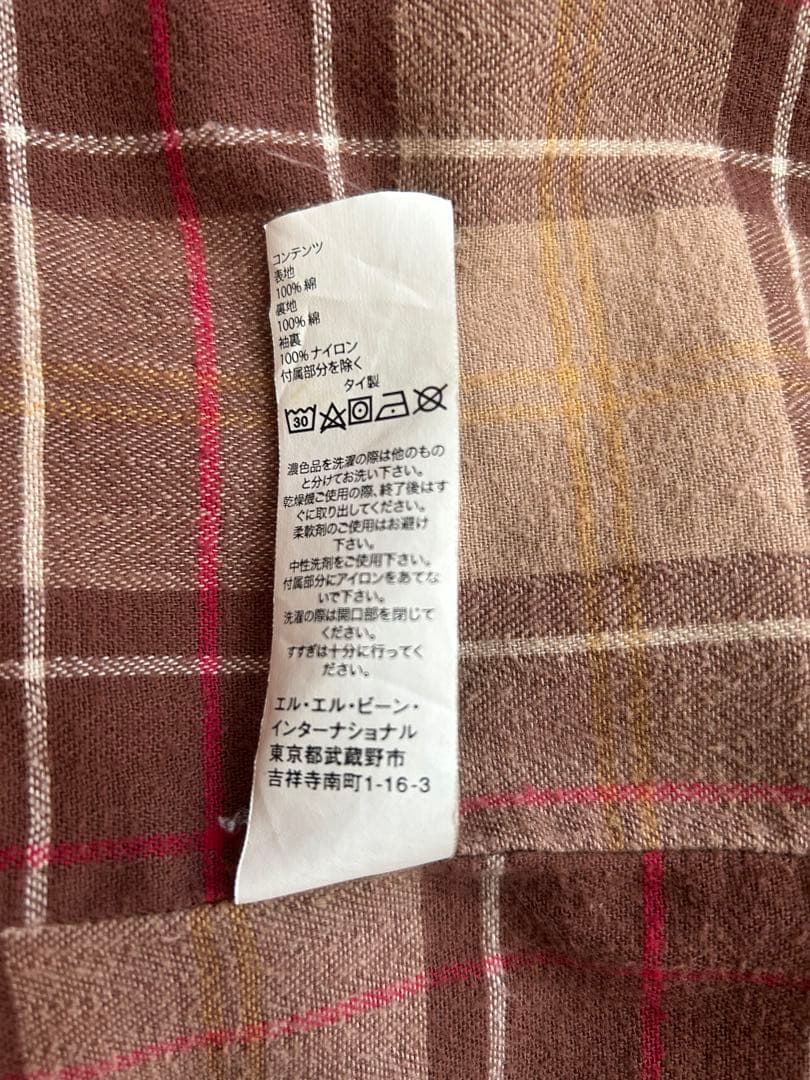 コンテンツ
表地
100% 綿
裏地
100% 綿
袖裏
100% ナイロン
付属部分を除く
タイ製
30
濃色品を洗濯の際は他のもの
と分けてお洗い下さい。
乾燥機ご使用の際、終了後はす
ぐに取り出してください。
柔軟剤のご使用はお避け
下さい。
中性洗剤をご使用下さい。
付属部分にアイロンをあてな
いで下さい。
洗濯の際は開口部を閉じて
ください。
すすぎは十分に行ってく
ださい。
エル・エル・ビーン・
インターナショナル
東京都武蔵野市
吉祥寺南町1-16-3